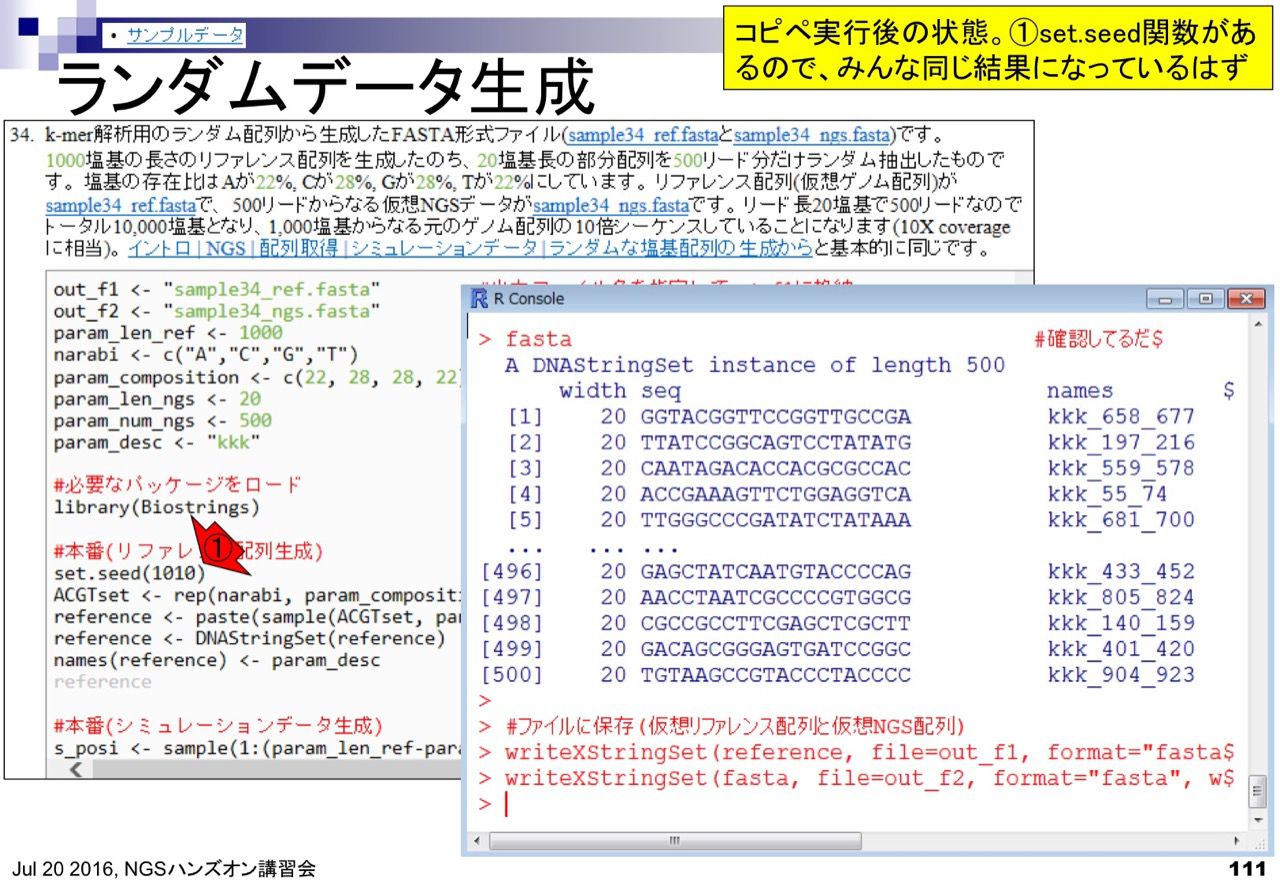 • サンプルデータ
ランダムデータ生成
コピペ実行後の状態。①set.seed関数があ
るので、みんな同じ結果になっているはず
34. k-mer解析用のランダム配列から生成したFASTA形式ファイル(sample34_ref.fastaとsample34_ngs.fasta)です。
1000塩基の長さのリファレンス配列を生成したのち、20塩基長の部分配列を500リード分だけランダム抽出したもので
す。塩基の存在比はAが22%, Cが28%, Gが28%, Tが22%にしています。リファレンス配列(仮想ゲノム配列)が
sample34_ref.fastaで、500リードからなる仮想NGSデータがsample34_ngs.fastaです。リード長20塩基で500リードなので
トータル10,000塩基となり、1,000塩基からなる元のゲノム配列の10倍シーケンスしていることになります(10X coverage
に相当)。イントロ | NGS | 配列取得 | シミュレーションデータ | ランダムな塩基配列の生成からと基本的に同じです。
out_f1 <- "sample34_ref.fasta"
out_f2 <- "sample34_ngs.fasta"
param_len_ref <- 1000
narabi <- c("A","C","G","T")
param_composition <- c(22, 28, 28, 22
param_len_ngs <- 20
param_num_ngs <- 500
param_desc <- "kkk"
#必要なパッケージをロード
library(Biostrings)
①
#本番(リファレ 配列生成)
set.seed(1010)
ACGTset <- rep(narabi, param_compositi
reference <- paste(sample(ACGTset, pa
reference <- DNAStringSet(reference)
names(reference) <- param_desc
reference
#本番(シミュレーションデータ生成)
s_posi <- sample(1:(param_len_ref-par
R Console
> fasta #確認してるだ$
A DNAStringSet instance of length 500
width seq names $
[1] 20 GGTACGGTTCCGGTTGCCGA kkk_658_677
[2] 20 TTATCCGGCAGTCCTATATG kkk_197_216
[3] 20 CAATAGACACCACGCGCCAC kkk_559_578
[4] 20 ACCGAAAGTTCTGGAGGTCA kkk_55_74
[5] 20 TTGGGCCCGATATCTATAAA kkk_681_700
... ... ...
[496] 20 GAGCTATCAATGTACCCCAG kkk_433_452
[497] 20 AACCTAATCGCCCCGTGGCG kkk_805_824
[498] 20 CGCCGCCTTCGAGCTCGCTT kkk_140_159
[499] 20 GACAGCGGGAGTGATCCGGC kkk_401_420
[500] 20 TGTAAGCCGTACCCTACCCC kkk_904_923
>
> #ファイルに保存(仮想リファレンス配列と仮想NGS配列)
> writeXStringSet(reference, file=out_f1, format="fasta$
> writeXStringSet(fasta, file=out_f2, format="fasta", w$
>
Jul 20 2016, NGSハンズオン講習会
111